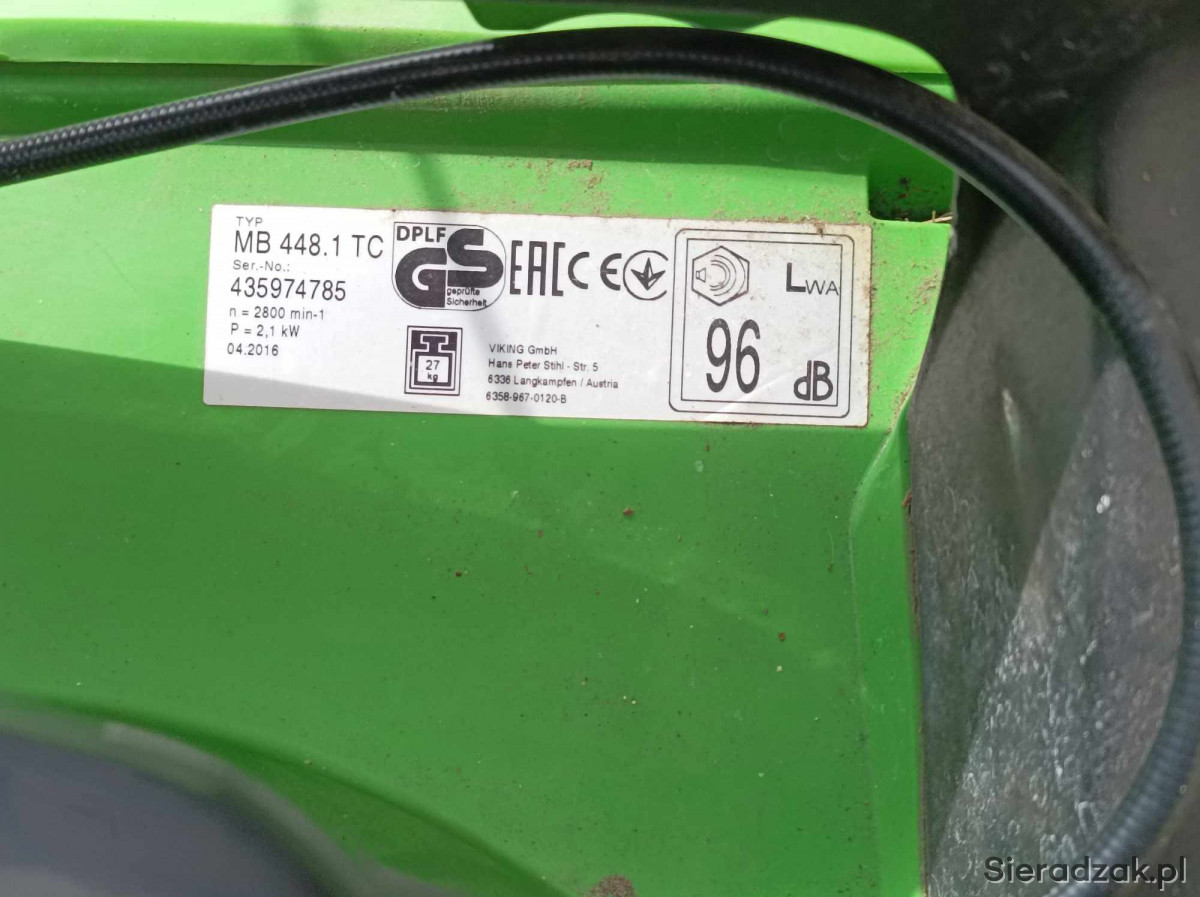 TYP
MB 448.1 TC
Ser.-No.:
435974785
n = 2800 min-1
P = 2,1 kW
04.2016
DPLF
GS
geprüfte
Sicherheit
EAC CE
27
kg
VIKING GmbH
Hans Peter Stihl - Str. 5
6336 Langkampfen / Austria
6358-967-0120-B
LWA
96
dB
Sieradzak.pl